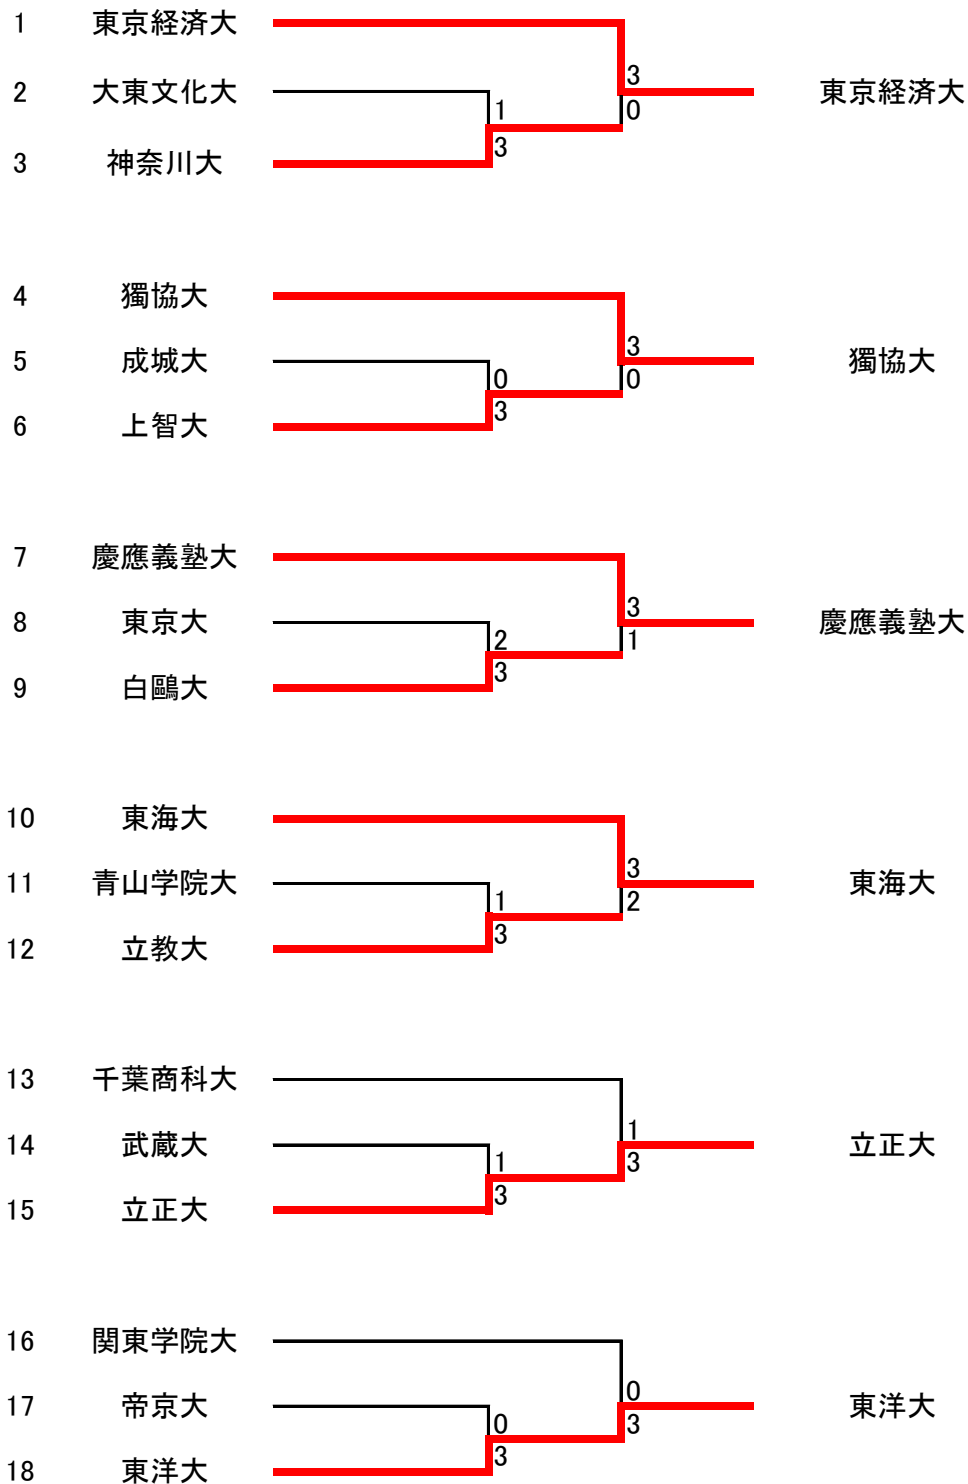 1 東京経済大
3
2 大東文化大 東京経済大
1 0
3
3 神奈川大
4 獨協大
3
5 成城大 獨協大
0 0
3
6 上智大
7 慶應義塾大
3
8 東京大 慶應義塾大
2 1
3
9 白鷗大
10 東海大
3
11 青山学院大 東海大
1 2
3
12 立教大
13 千葉商科大
1
14 武蔵大 立正大
1 3
3
15 立正大
16 関東学院大
0
17 帝京大 東洋大
0 3
3
18 東洋大